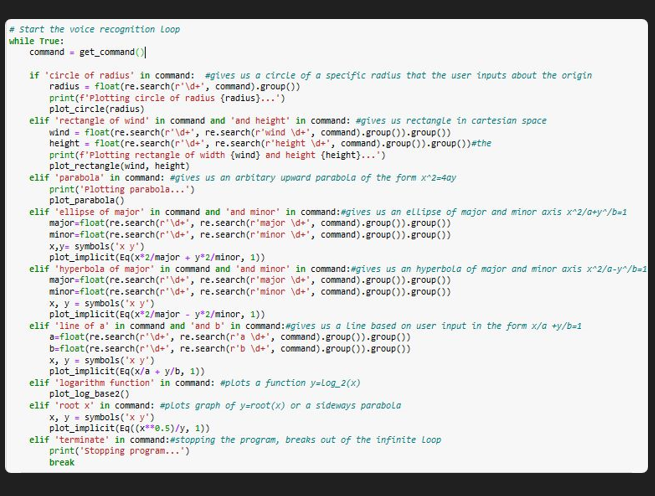 # Start the voice recognition loop
while True:
    command = get_command()

    if 'circle of radius' in command:  #gives us a circle of a specific radius that the user inputs about the origin
        radius = float(re.search(r'\d+', command).group())
        print(f'Plotting circle of radius {radius}...')
        plot_circle(radius)
    elif 'rectangle of wind' in command and 'and height' in command: #gives us rectangle in cartesian space
        wind = float(re.search(r'\d+', re.search(r'wind \d+', command).group()).group())
        height = float(re.search(r'\d+', re.search(r'height \d+', command).group()).group())#the
        print(f'Plotting rectangle of width {wind} and height {height}...')
        plot_rectangle(wind, height)
    elif 'parabola' in command: #gives us an arbitary upward parabola of the form x^2=4ay
        print('Plotting parabola...')
        plot_parabola()
    elif 'ellipse of major' in command and 'and minor' in command:#gives us an ellipse of major and minor axis x^2/a+y^/b=1
        major=float(re.search(r'\d+', re.search(r'major \d+', command).group()).group())
        minor=float(re.search(r'\d+', re.search(r'minor \d+', command).group()).group())
        x,y= symbols('x y')
        plot_implicit(Eq(x*2/major + y*2/minor, 1))
    elif 'hyperbola of major' in command and 'and minor' in command:#gives us an hyperbola of major and minor axis x^2/a-y^/b=1
        major=float(re.search(r'\d+', re.search(r'major \d+', command).group()).group())
        minor=float(re.search(r'\d+', re.search(r'minor \d+', command).group()).group())
        x, y = symbols('x y')
        plot_implicit(Eq(x*2/major - y*2/minor, 1))
    elif 'line of a' in command and 'and b' in command:#gives us a line based on user input in the form x/a +y/b=1
        a=float(re.search(r'\d+', re.search(r'a \d+', command).group()).group())
        b=float(re.search(r'\d+', re.search(r'b \d+', command).group()).group())
        x, y = symbols('x y')
        plot_implicit(Eq(x/a + y/b, 1))
    elif 'logarithm function' in command: #plots a function y=log_2(x)
        plot_log_base2()
    elif 'root x' in command: #plots graph of y=root(x) or a sideways parabola
        x, y = symbols('x y')
        plot_implicit(Eq((x**0.5)/y, 1))
    elif 'terminate' in command:#stopping the program, breaks out of the infinite loop
        print('Stopping program...')
        break